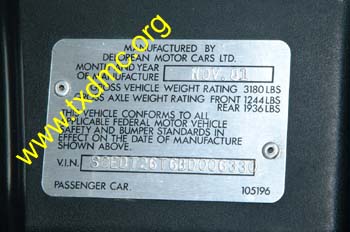 MANUFACTURED BY
DELOREAN MOTOR CARS LTD.
MONTH AND YEAR
OF MANUFACTURE NOV. 81
GROSS VEHICLE WEIGHT RATING 3180 LBS
GROSS AXLE WEIGHT RATING FRONT 1244 LBS
REAR 1936 LBS
THIS VEHICLE CONFORMS TO ALL
APPLICABLE FEDERAL MOTOR VEHICLE
SAFETY AND BUMPER STANDARDS IN
EFFECT ON THE DATE OF MANUFACTURE
SHOWN ABOVE.
V.I.N.
PASSENGER CAR. 105196
www.txdmc.org